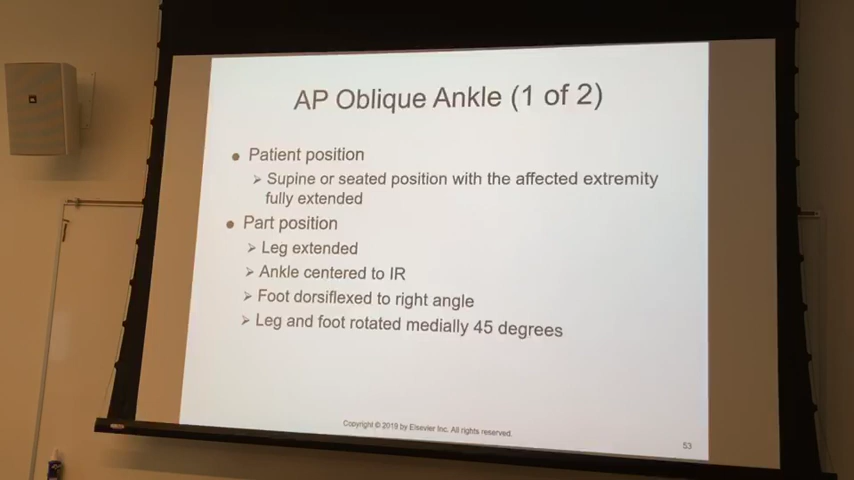 AP Oblique Ankle (1 of 2)
● Patient position
➢ Supine or seated position with the affected extremity
fully extended
● Part position
➢ Leg extended
➢ Ankle centered to IR
➢ Foot dorsiflexed to right angle
➢ Leg and foot rotated medially 45 degrees
Copyright © 2019 by Elsevier Inc. All rights reserved.
53